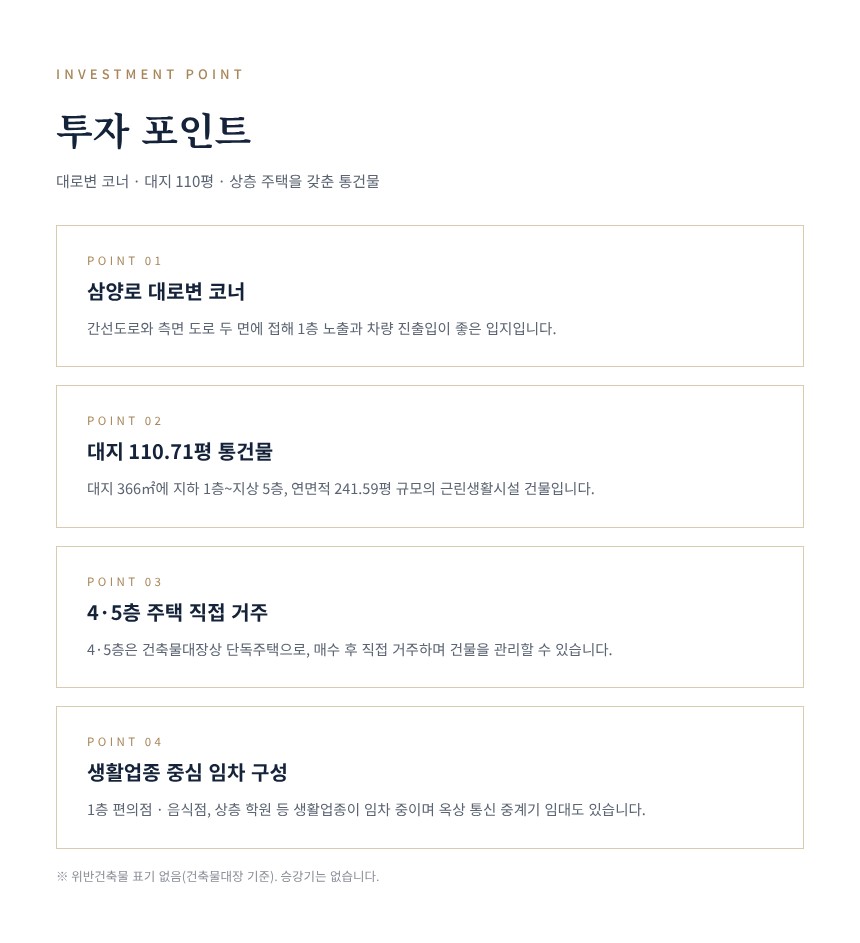 INVESTMENT POINT
투자 포인트
대로변 코너 · 대지 110평 · 상층 주택을 갖춘 통건물
POINT 01
삼양로 대로변 코너
간선도로와 측면 도로 두 면에 접해 1층 노출과 차량 진출입이 좋은 입지입니다.
POINT 02
대지 110.71평 통건물
대지 366㎡에 지하 1층~지상 5층, 연면적 241.59평 규모의 근린생활시설 건물입니다.
POINT 03
4·5층 주택 직접 거주
4·5층은 건축물대장상 단독주택으로, 매수 후 직접 거주하며 건물을 관리할 수 있습니다.
POINT 04
생활업종 중심 임차 구성
1층 편의점 · 음식점, 상층 학원 등 생활업종이 임차 중이며 옥상 통신 중계기 임대도 있습니다.
※ 위반건축물 표기 없음(건축물대장 기준). 승강기는 없습니다.